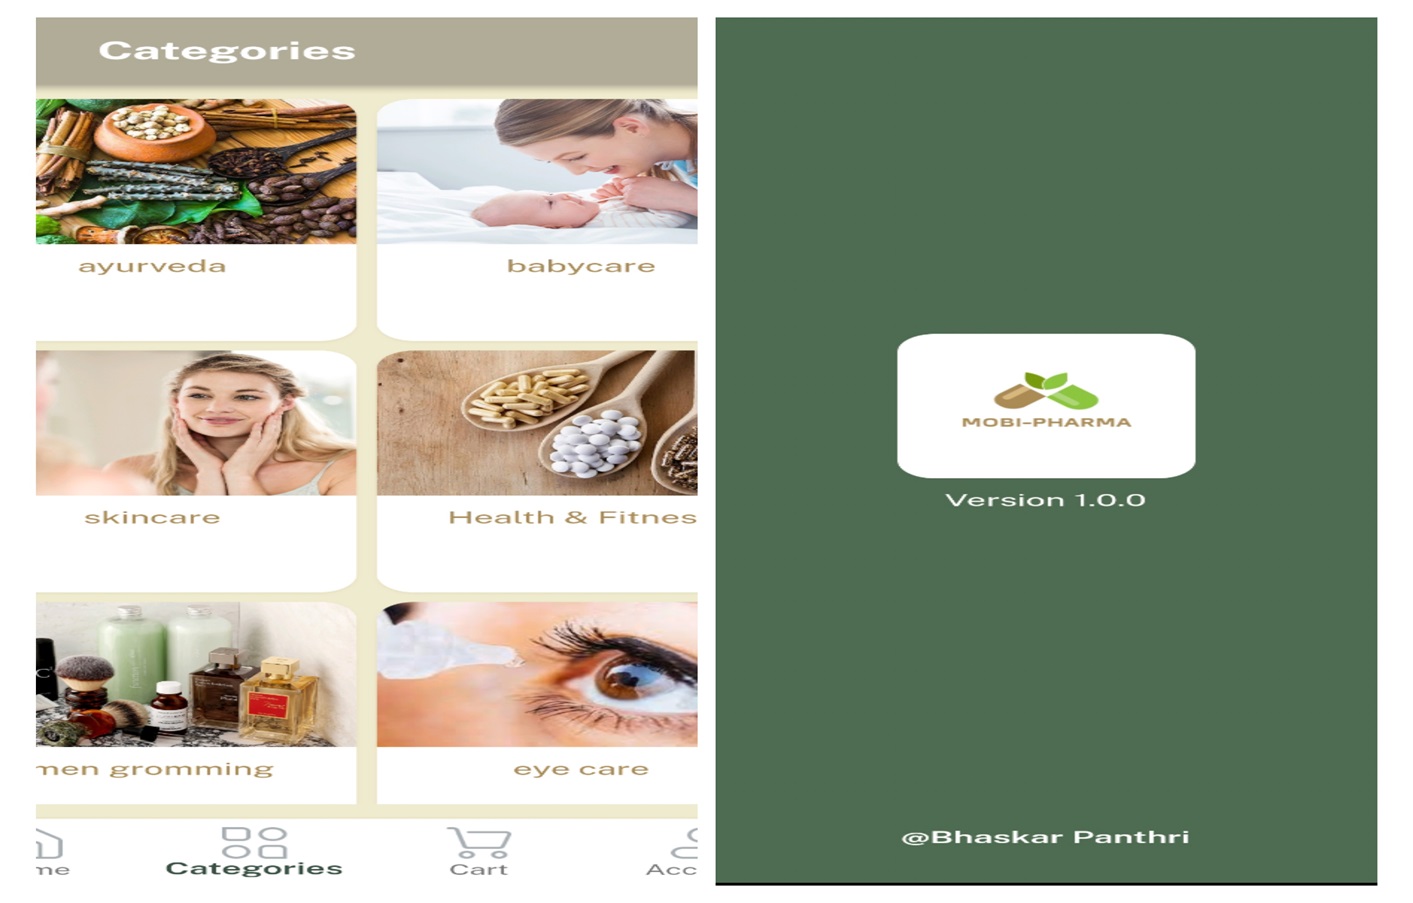 Categories
ayurveda
babycare
skincare
Health & Fitnes
men gromming
eye care
me
Categories
Cart
Acc
MOBI-PHARMA
Version 1.0.0
@Bhaskar Panthri